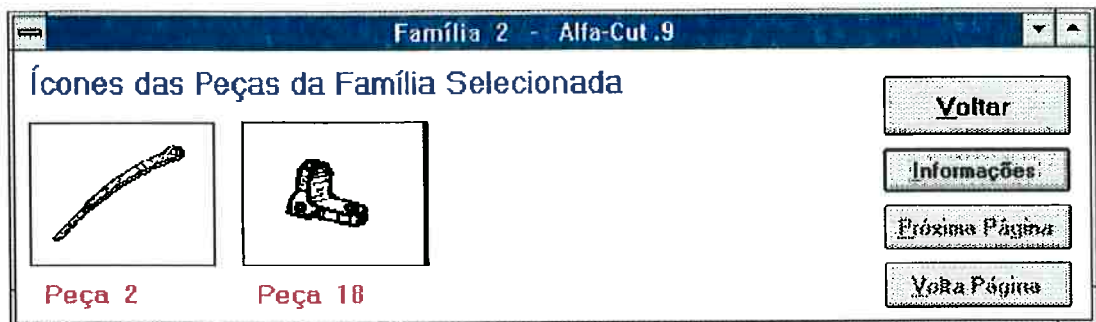 Família 2 - Alfa-Cut .9
Ícones das Peças da Família Selecionada
Voltar
Informações
Próxima Página
Volta Página
Peça 2
Peça 18